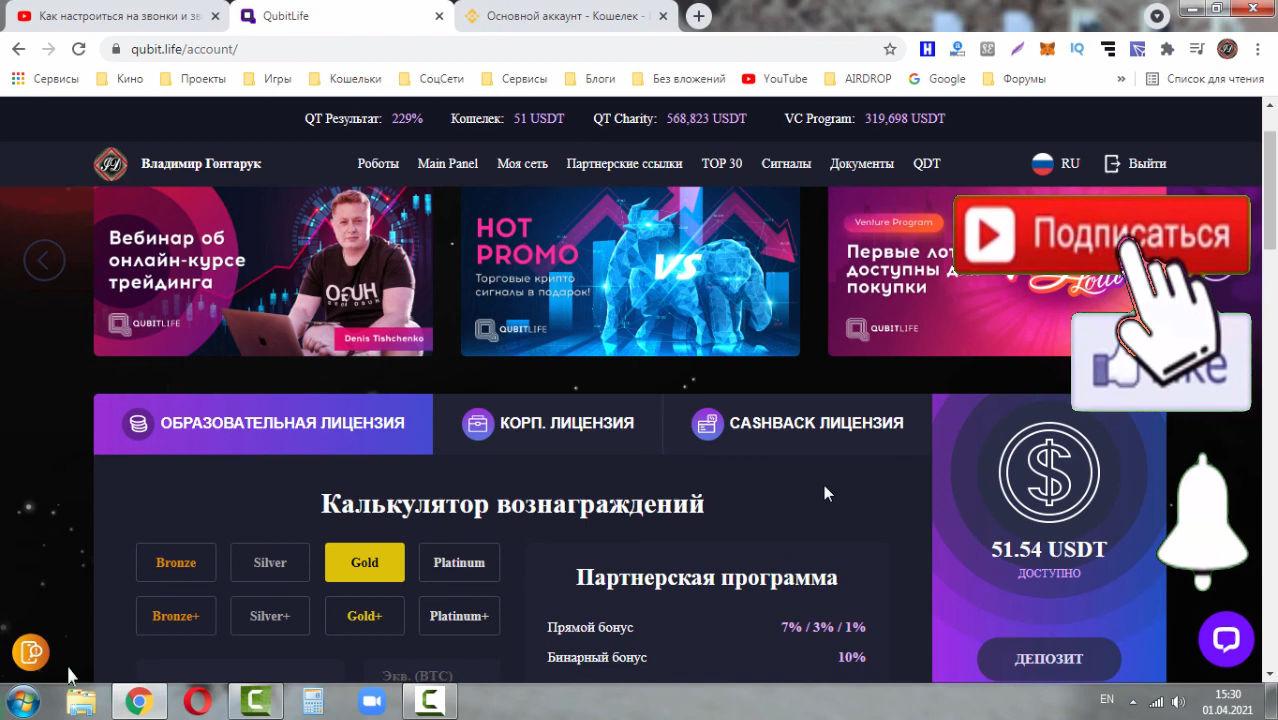 Как настроиться на звонки и зв
QubitLife
Основной аккаунт - Кошелек -
qubit.life/account/
Сервисы
Кино
Проекты
Игры
Кошельки
СоцСети
Сервисы
Блоги
Без вложений
YouTube
AIRDROP
Google
Форумы
»
Список для чтения
QT Результат: 229%
Кошелек: 51 USDT
QT Charity: 568,823 USDT
VC Program: 319,698 USDT
Владимир Гонтарук
Роботы
Main Panel
Моя сеть
Партнерские ссылки
TOP 30
Сигналы
Документы
QDT
RU
Выйти
Вебинар об
онлайн-курсе
трейдинга
QUBITLIFE
Denis Tishchenko
HOT
PROMO
Торговые крипто
сигналы в подарок!
VS
QUBITLIFE
Venture Program
Первые
доступны
покупки
QUBITLIFE
Подписаться
ОБРАЗОВАТЕЛЬНАЯ ЛИЦЕНЗИЯ
КОРП. ЛИЦЕНЗИЯ
CASHBACK ЛИЦЕНЗИЯ
Калькулятор вознаграждений
Bronze
Silver
Gold
Platinum
Bronze+
Silver+
Gold+
Platinum+
Экв. (BTC)
Партнерская программа
Прямой бонус 7% / 3% / 1%
Бинарный бонус 10%
51.54 USDT
ДОСТУПНО
ДЕПОЗИТ
EN
15:30
01.04.2021